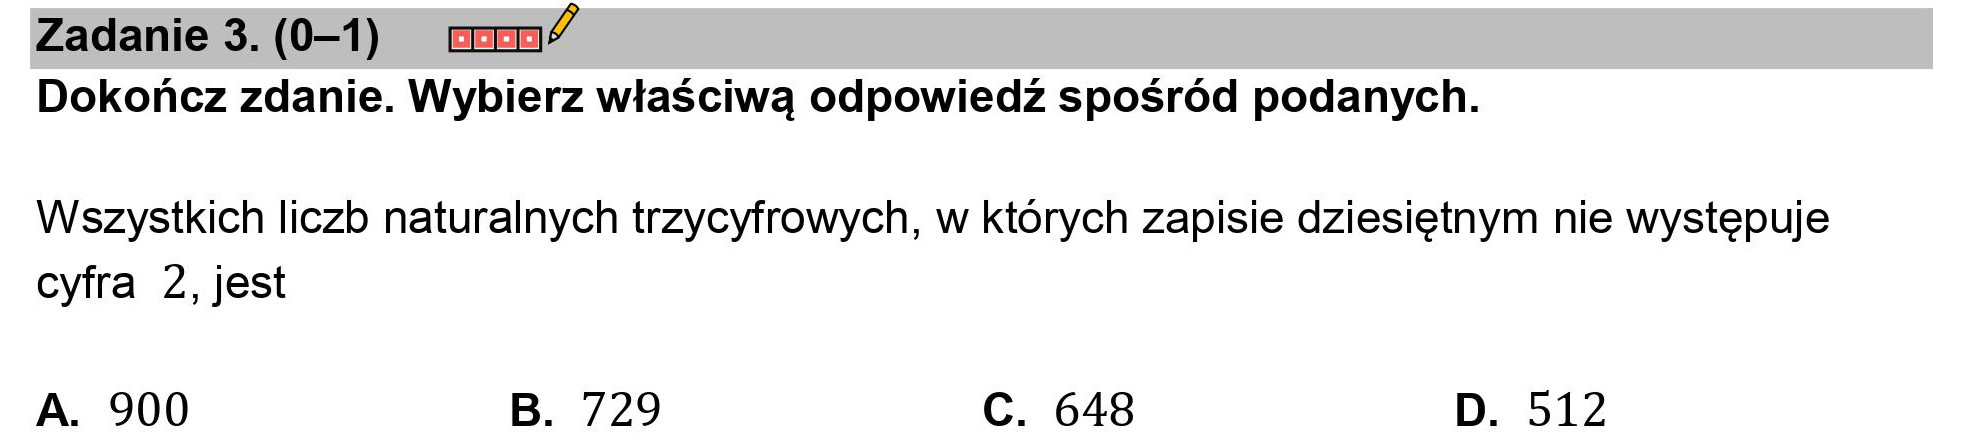 Zadanie 3. (0–1)
Dokończ zdanie. Wybierz właściwą odpowiedź spośród podanych.
Wszystkich liczb naturalnych trzycyfrowych, w których zapisie dziesiętnym nie występuje
cyfra 2, jest
A. 900 B. 729 C. 648 D. 512